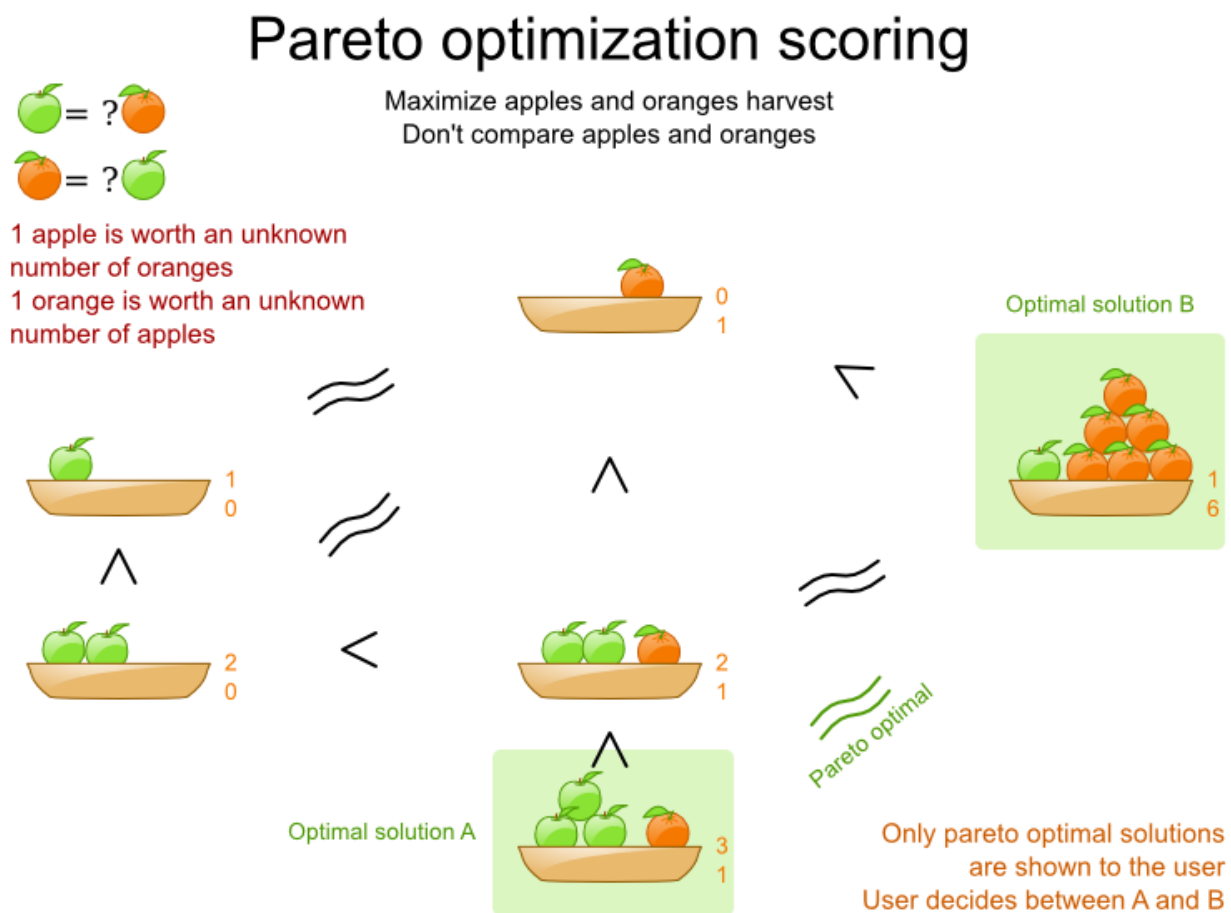 Pareto optimization scoring
Maximize apples and oranges harvest
Don't compare apples and oranges
= ?
= ?
1 apple is worth an unknown
number of oranges
1 orange is worth an unknown
number of apples
0
1
Optimal solution B
≈
<
1
0
≈
<
1
6
<
≈
2
0
<
2
1
≈
Pareto optimal
<
Optimal solution A
3
1
Only pareto optimal solutions
are shown to the user
User decides between A and B